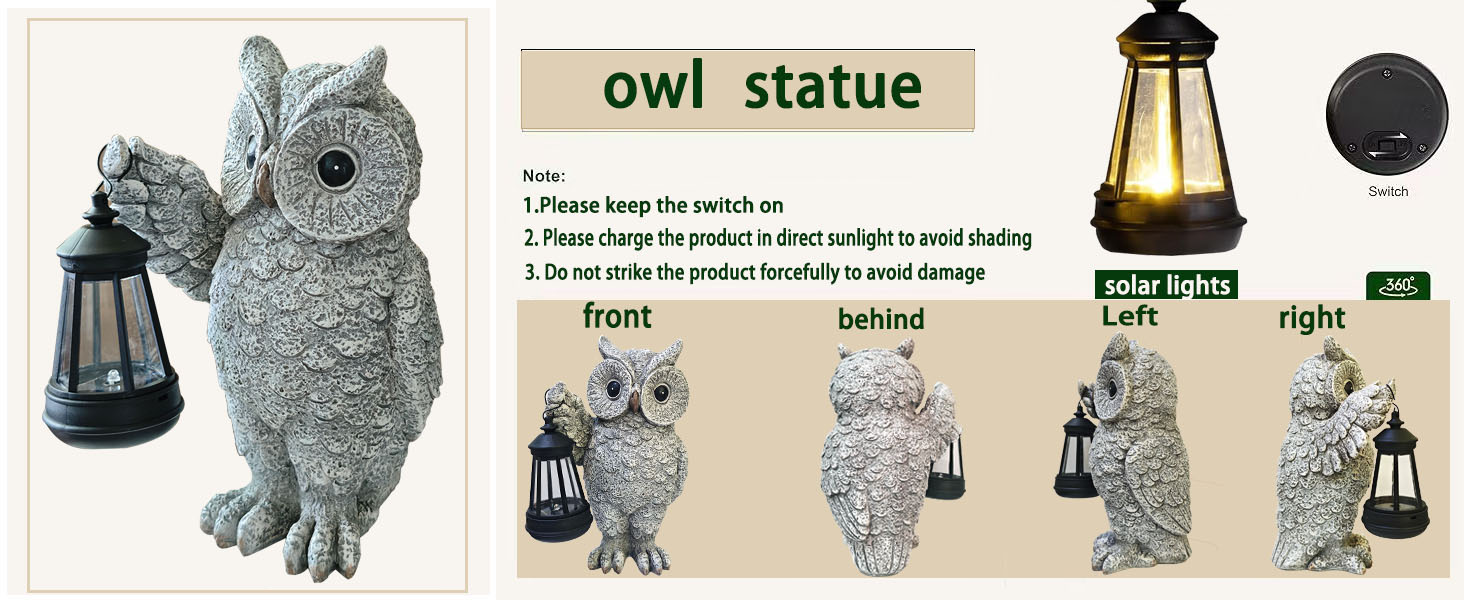 owl statue
Note:
1.Please keep the switch on
2. Please charge the product in direct sunlight to avoid shading
3. Do not strike the product forcefully to avoid damage
Switch
solar lights
360°
front
behind
Left
right